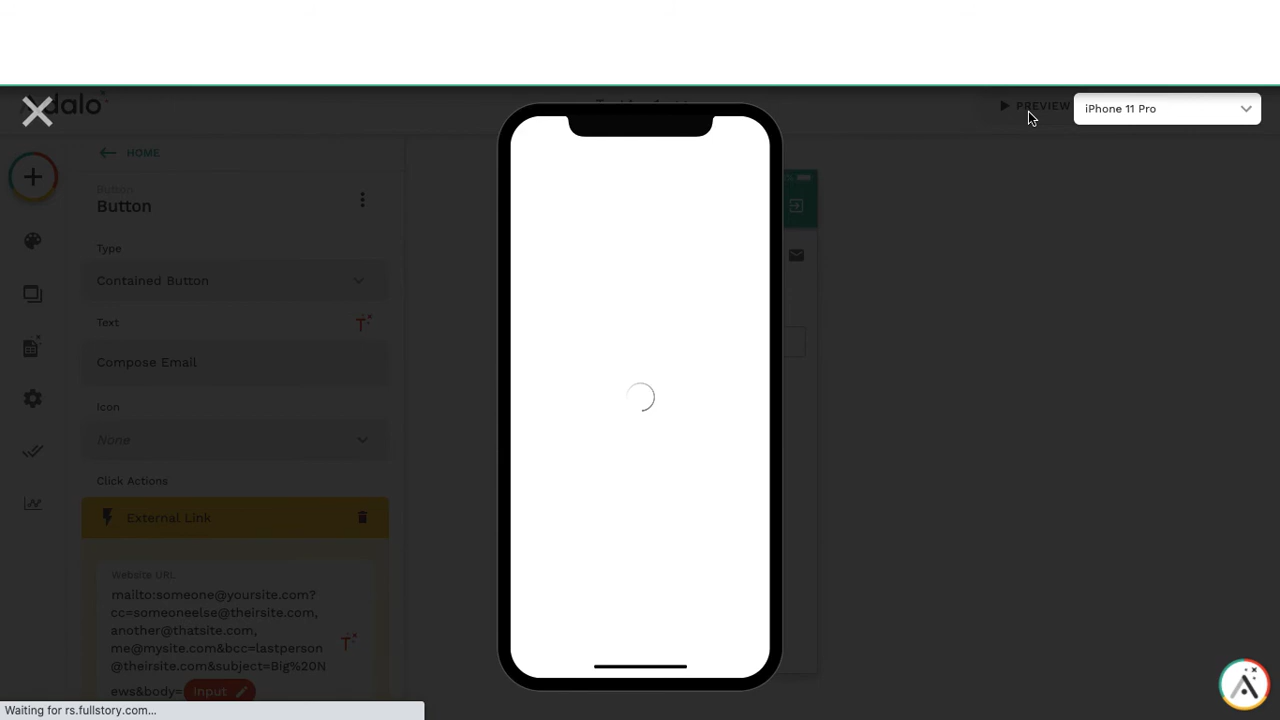 Adalo
PREVIEW
iPhone 11 Pro
HOME
Button
Button
Type
Contained Button
Text
Compose Email
Icon
None
Click Actions
External Link
Website URL
mailto:someone@yoursite.com?
cc=someoneelse@theirsite.com,
another@thatsite.com,
me@mysite.com&bcc=lastperson
@theirsite.com&subject=Big%20N
ews&body= Input
Waiting for rs.fullstory.com...